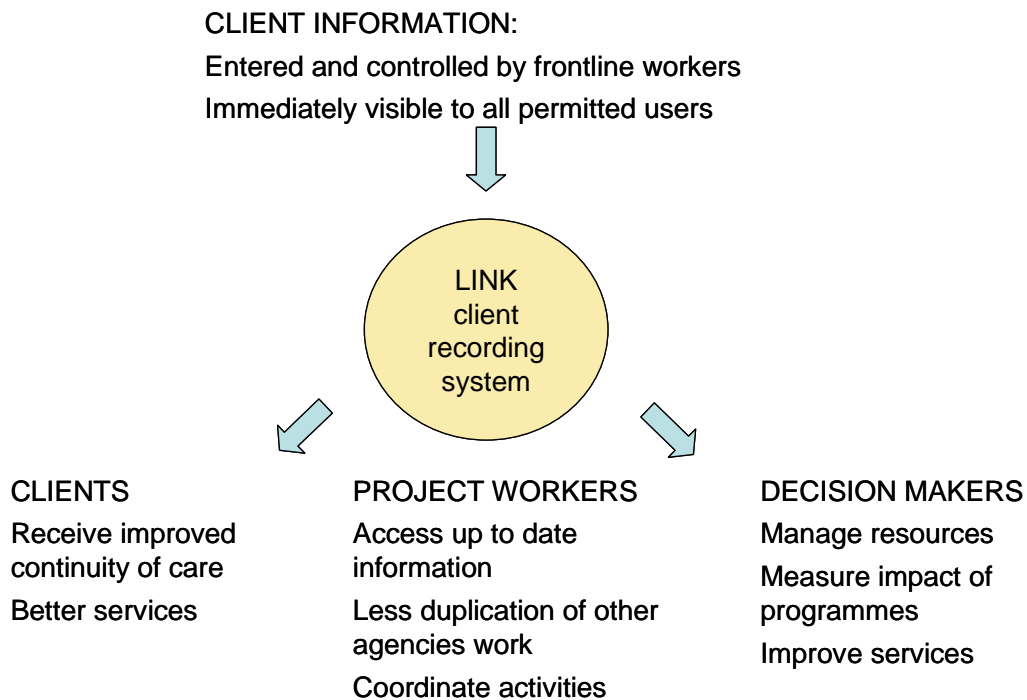 CLIENT INFORMATION:
Entered and controlled by frontline workers
Immediately visible to all permitted users
LINK
client
recording
system
CLIENTS
Receive improved
continuity of care
Better services
PROJECT WORKERS
Access up to date
information
Less duplication of other
agencies work
Coordinate activities
DECISION MAKERS
Manage resources
Measure impact of
programmes
Improve services